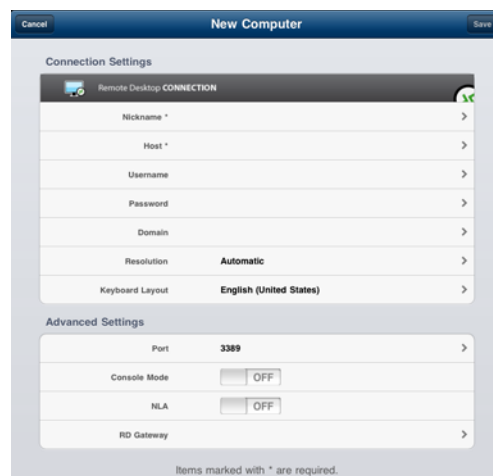 Cancel New Computer Save
Connection Settings
Remote Desktop CONNECTION
Nickname *
Host *
Username
Password
Domain
Resolution Automatic
Keyboard Layout English (United States)
Advanced Settings
Port 3389
Console Mode OFF
NLA OFF
RD Gateway
Items marked with * are required.